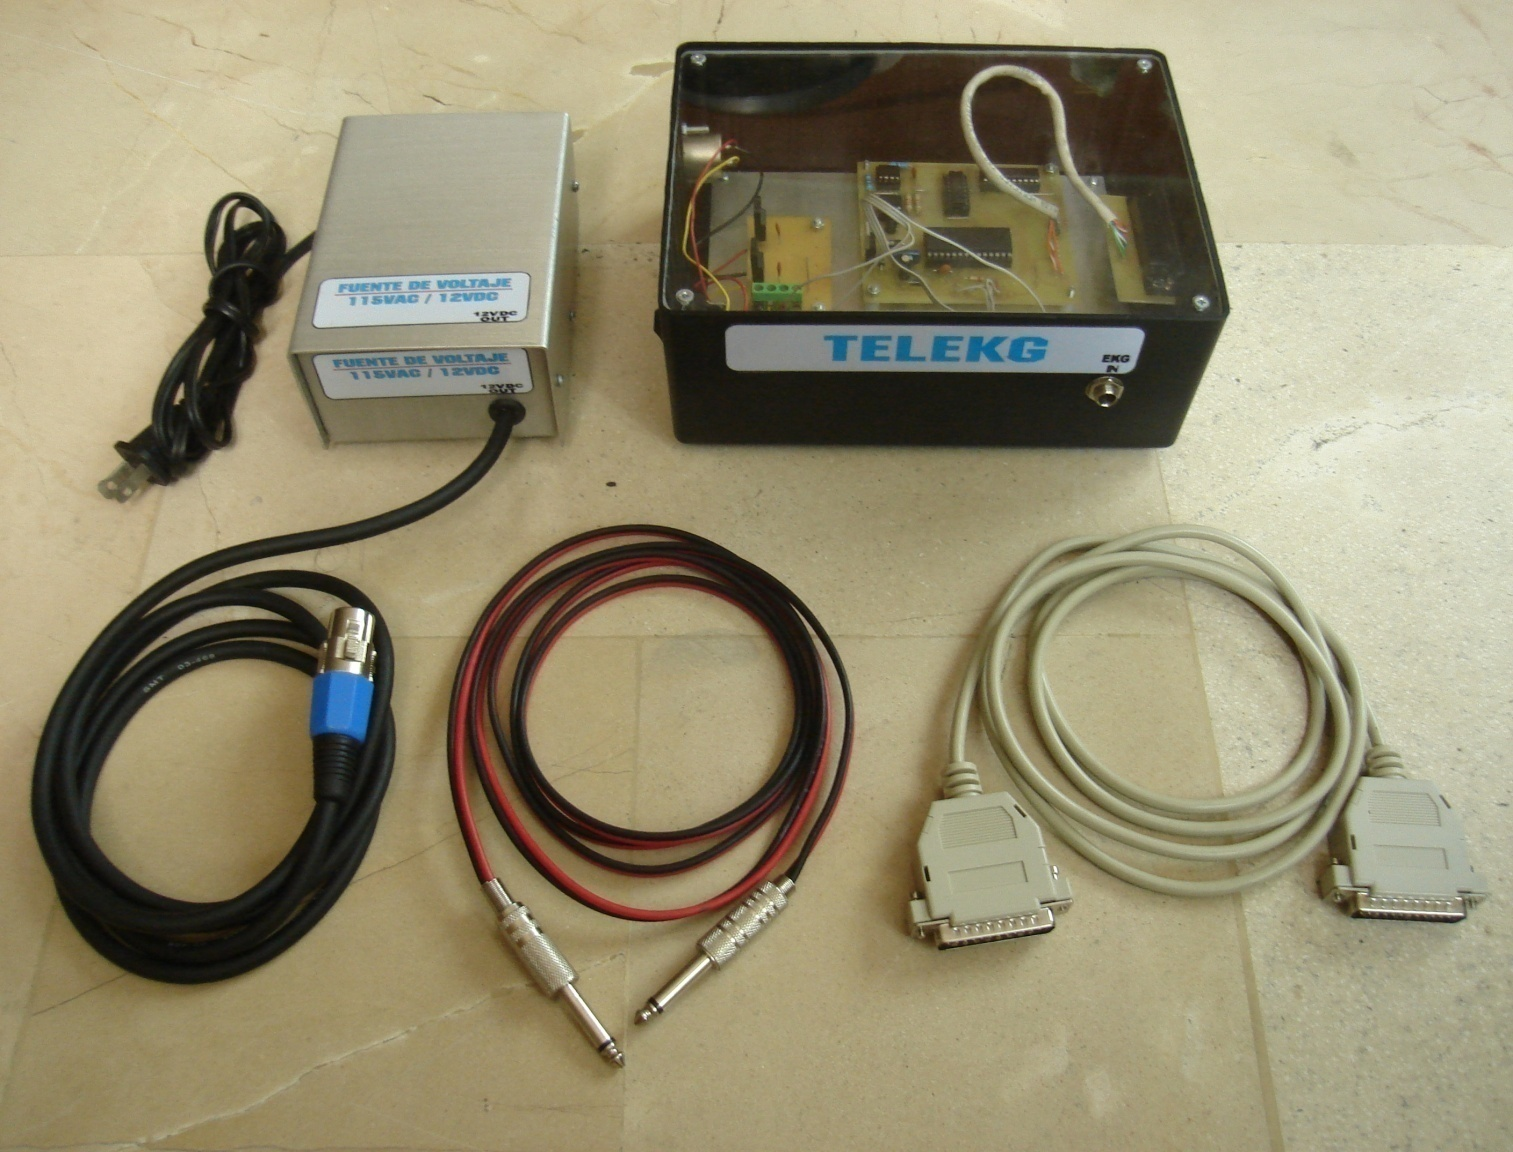 FUENTE DE VOLTAJE
115VAC / 12VDC
12VDC
OUT
FUENTE DE VOLTAJE
115VAC / 12VDC
12VDC
OUT
TELEKG
EKG
IN